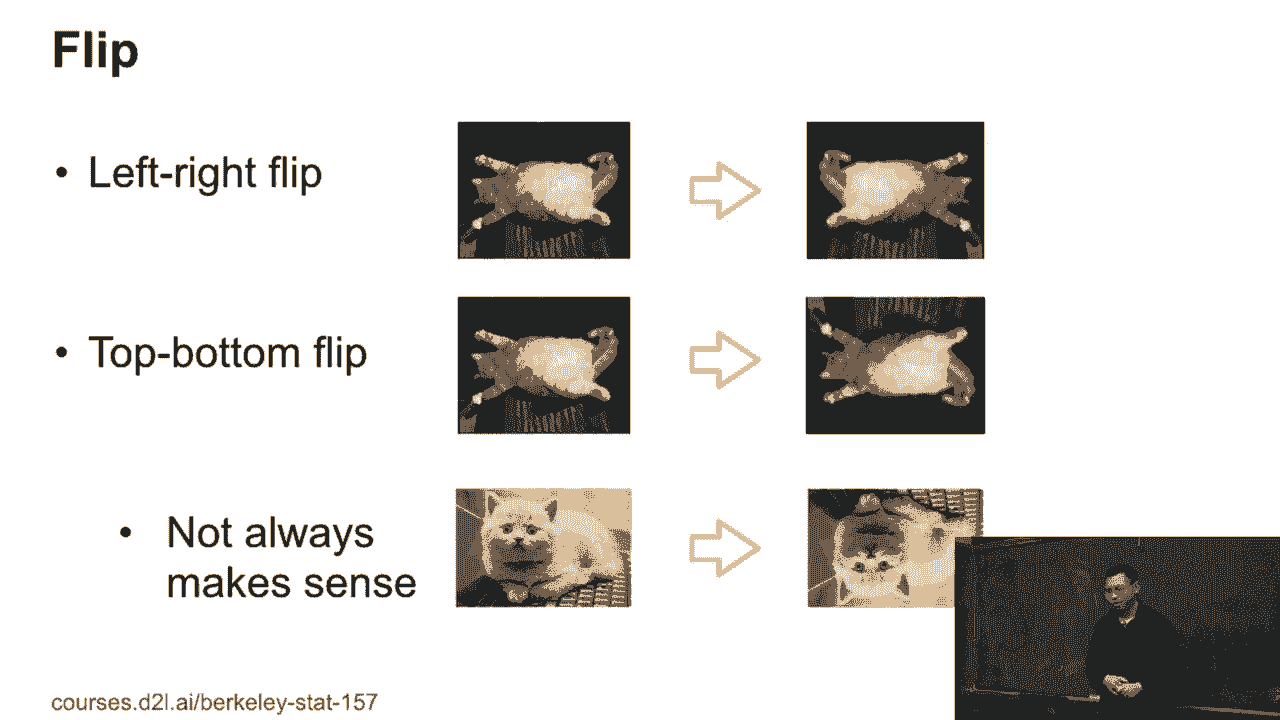 Flip
• Left-right flip
• Top-bottom flip
• Not always
makes sense
courses.d2l.ai/berkeley-stat-157